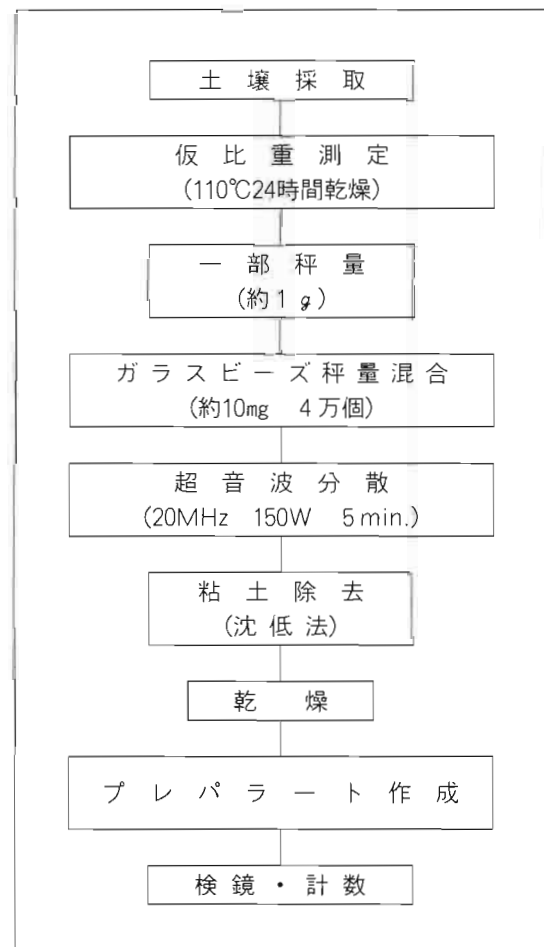 土壌採取
仮比重測定
(110℃24時間乾燥)
一部秤量
(約1g)
ガラスビーズ秤量混合
(約10㎎ 4万個)
超音波分散
(20MHz 150W 5min.)
粘土除去
(沈低法)
乾燥
プレパラート作成
検鏡・計数